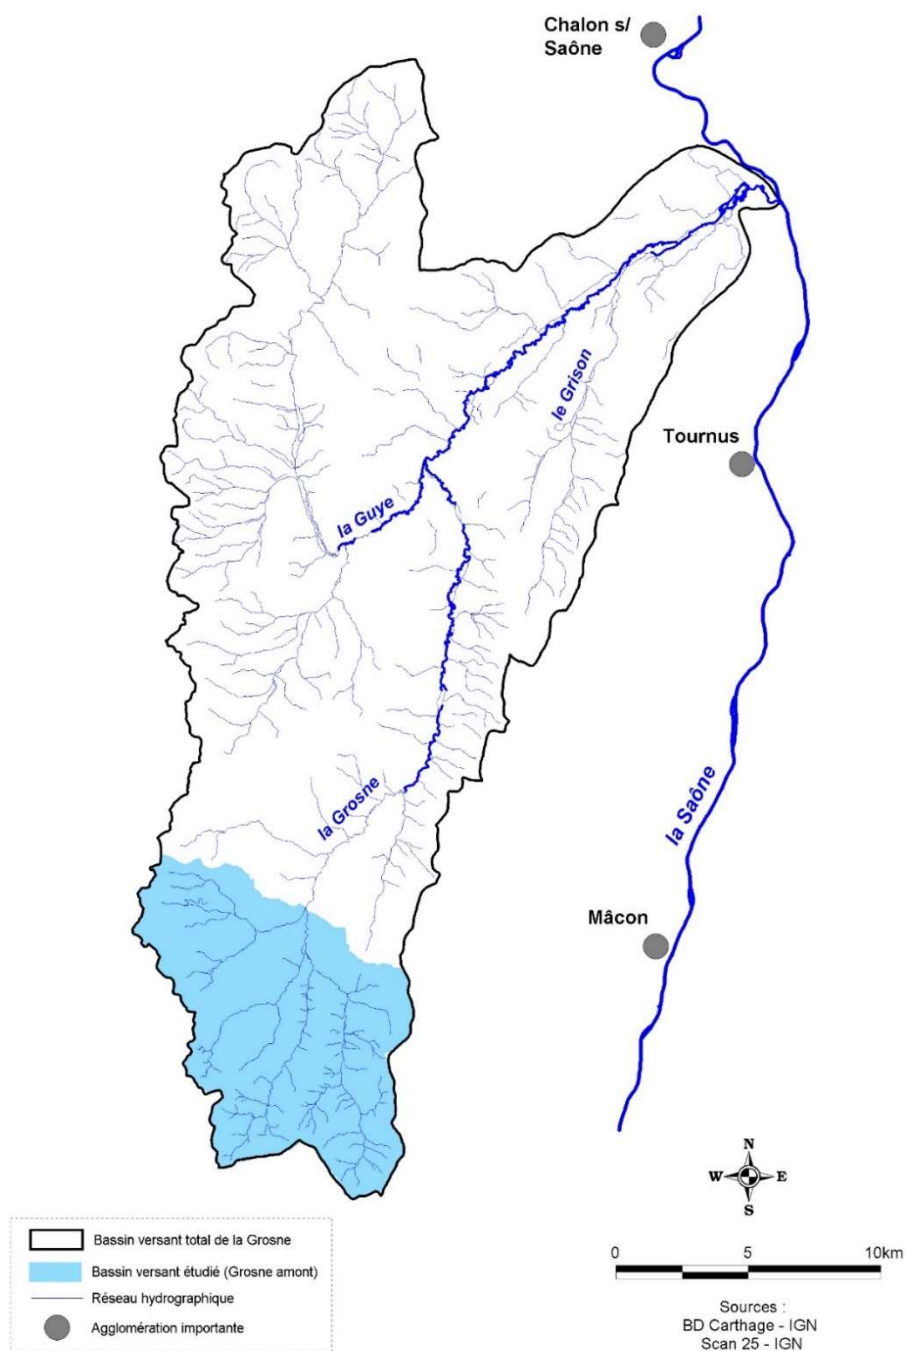 Chalon s/
Saône
le Grison
Tournus
la Guye
la Saône
la Grosne
Mâcon
N
W E
S
Bassin versant total de la Grosne
Bassin versant étudié (Grosne amont)
Réseau hydrographique
Agglomération importante
0 5 10km
Sources :
BD Carthage - IGN
Scan 25 - IGN